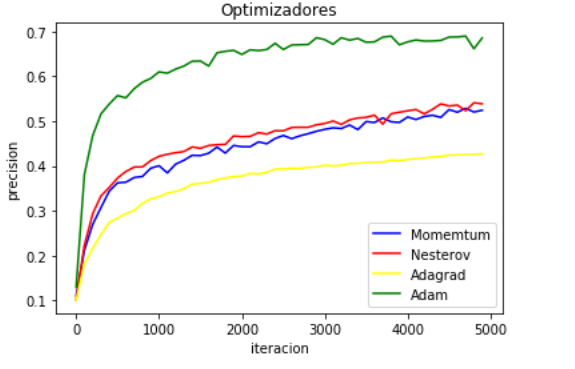 Optimizadores
0.7
0.6
0.5
0.4
0.3
0.2
0.1
precision
0 1000 2000 3000 4000 5000
iteracion
Momemtum
Nesterov
Adagrad
Adam